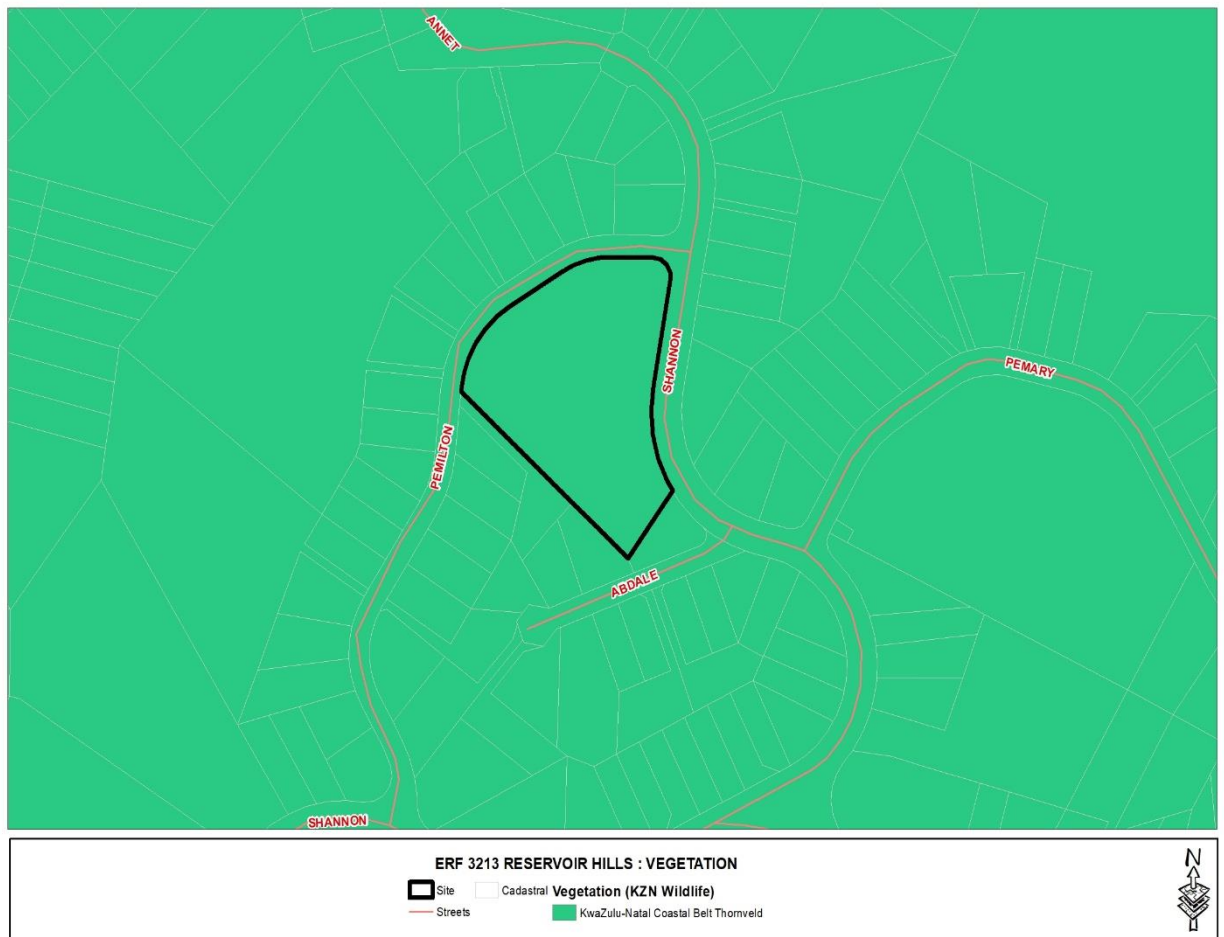 ANNET
SHANNON
PEMARY
PEMILTON
ABDALE
SHANNON
ERF 3213 RESERVOIR HILLS : VEGETATION
Site Cadastral Vegetation (KZN Wildlife)
Streets KwaZulu-Natal Coastal Belt Thornveld
N